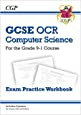 CGP
GCSE OCR
Computer Science
For the Grade 9-1 Course
Exam Practice Workbook